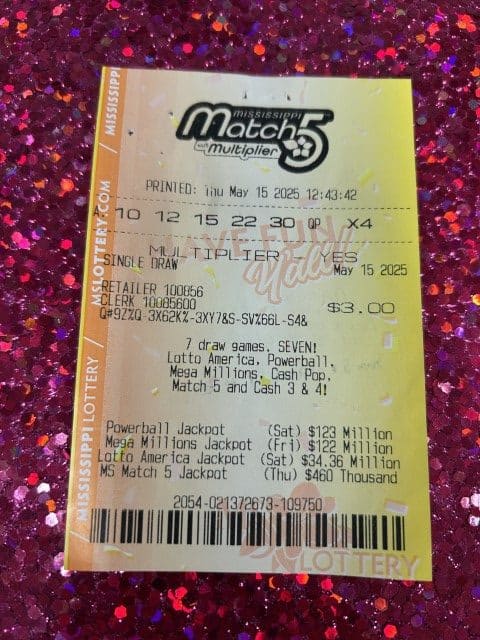 MISSISSIPPI
Match 5
with multiplier
PRINTED: Thu May 15 2025 12:43:42
A. 10 12 15 22 30 QP X4
HAVE FUN
Y'all!
MULTIPLIER - YES
SINGLE DRAW May 15 2025
RETAILER 100856
CLERK 10085600 $3.00
Q#9Z%Q-3X62K%-3XY7&S-SV%66L-S4&
7 draw games, SEVEN!
Lotto America, Powerball,
Mega Millions, Cash Pop,
Match 5 and Cash 3 & 4!
Powerball Jackpot (Sat) $123 Million
Mega Millions Jackpot (Fri) $122 Million
Lotto America Jackpot (Sat) $34.36 Million
MS Match 5 Jackpot (Thu) $460 Thousand
2054-021372673-109750
LOTTERY
MISSISSIPPI LOTTERY / MSLOTTERY.COM / MISSISSIPPI